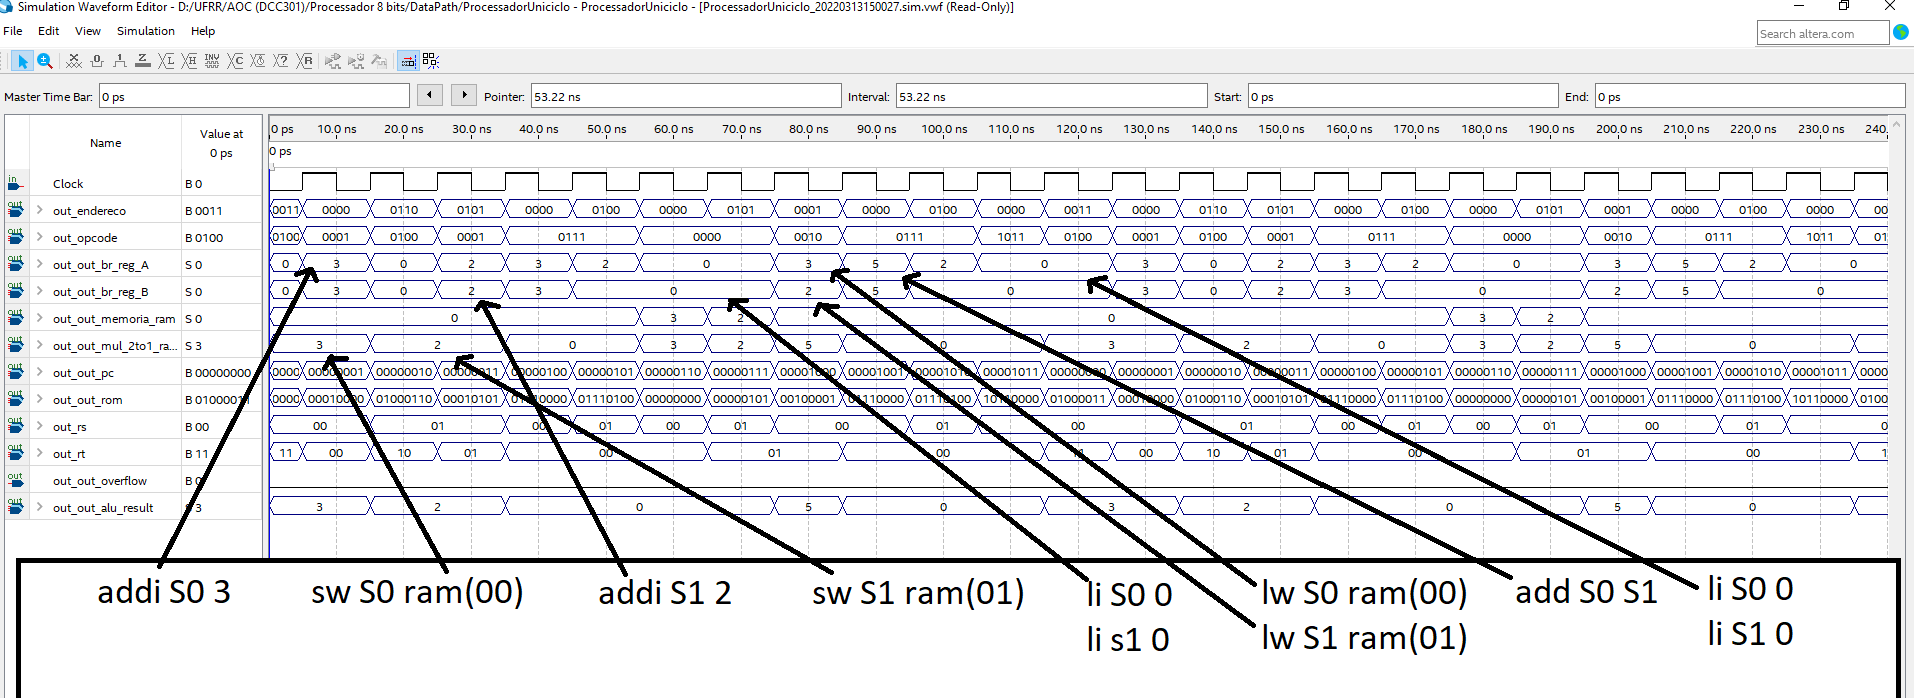 Simulation Waveform Editor - D:/UFRR/AOC (DCC301)/Processador 8 bits/DataPath/ProcessadorUniciclo - ProcessadorUniciclo - [ProcessadorUniciclo_20220313150027.sim.vwf (Read-Only)]
File Edit View Simulation Help
Search altera.com
Master Time Bar: 0 ps Pointer: 53.22 ns Interval: 53.22 ns Start: 0 ps End: 0 ps
Name Value at 0 ps
0 ps 10.0 ns 20.0 ns 30.0 ns 40.0 ns 50.0 ns 60.0 ns 70.0 ns 80.0 ns 90.0 ns 100.0 ns 110.0 ns 120.0 ns 130.0 ns 140.0 ns 150.0 ns 160.0 ns 170.0 ns 180.0 ns 190.0 ns 200.0 ns 210.0 ns 220.0 ns 230.0 ns 240.
0 ps
Clock B 0
out_endereco B 0011 0011 0000 0110 0101 0000 0100 0000 0101 0001 0000 0100 0000 0011 0000 0110 0101 0000 0100 0000 0101 0001 0000 0100 0000 00
out_opcode B 0100 0100 0001 0100 0001 0111 0000 0010 0111 1011 0100 0001 0100 0001 0111 0000 0010 0111 1011 01
out_out_br_reg_A S 0 0 3 0 2 3 2 0 3 5 2 0 3 0 2 3 2 0 3 5 2 0
out_out_br_reg_B S 0 0 3 0 2 3 0 2 5 0 3 0 2 3 0 2 5 0
out_out_memoria_ram S 0 0 3 2 0 3 2
out_out_mul_2to1_ra... S 3 3 2 0 3 2 5 0 3 2 0 3 2 5 0
out_out_pc B 00000000 0000 00000001 00000010 00000011 00000100 00000101 00000110 00000111 00001000 00001001 00001010 00001011 00000000 00000001 00000010 00000011 00000100 00000101 00000110 00000111 00001000 00001001 00001010 00001011 0000
out_out_rom B 01000011 0000 00010000 01000110 00010101 01110000 01110100 00000000 00000101 00100001 01110000 01110100 10110000 01000011 00010000 01000110 00010101 01110000 01110100 00000000 00000101 00100001 01110000 01110100 10110000 0100
out_rs B 00 00 01 00 01 00 01 00 01 00 01 00 01 00 01 00 01 0
out_rt B 11 11 00 10 01 00 01 00 11 00 10 01 00 01 00 1
out_out_overflow B 0
out_out_alu_result S 3 3 2 0 5 0 3 2 0 5 0
addi S0 3 sw S0 ram(00) addi S1 2 sw S1 ram(01) li S0 0 lw S0 ram(00) add S0 S1 li S0 0
li s1 0 lw S1 ram(01) li S1 0